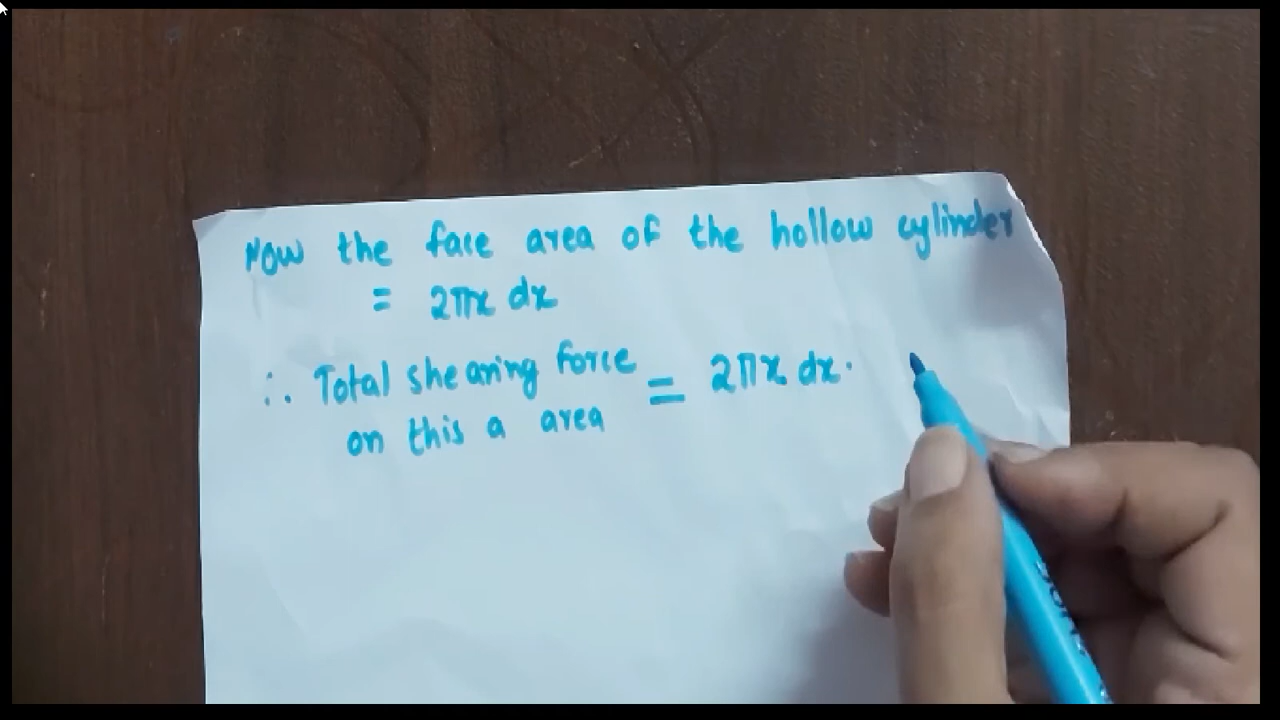 Now the face area of the hollow cylinder
= 2πx dx
∴ Total shearing force
on this a area
= 2πx dx.